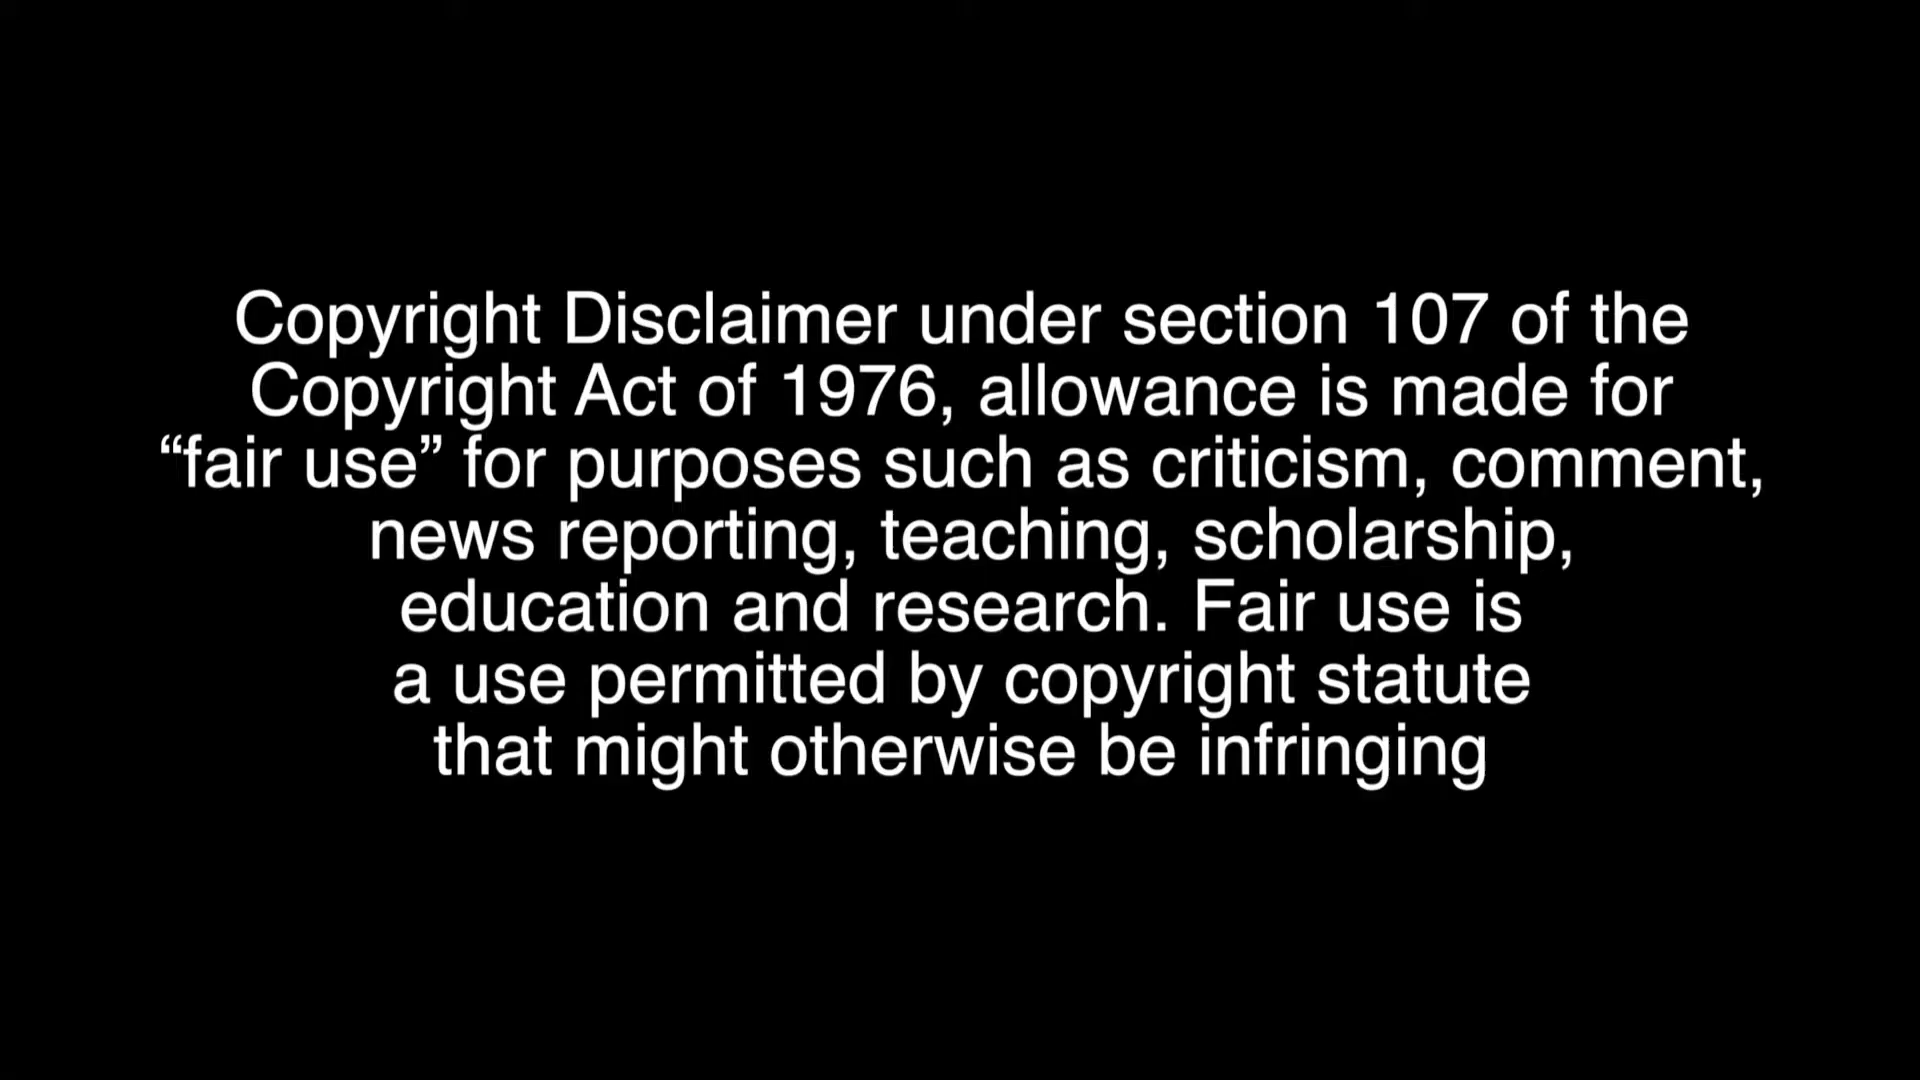 Copyright Disclaimer under section 107 of the
Copyright Act of 1976, allowance is made for
“fair use” for purposes such as criticism, comment,
news reporting, teaching, scholarship,
education and research. Fair use is
a use permitted by copyright statute
that might otherwise be infringing